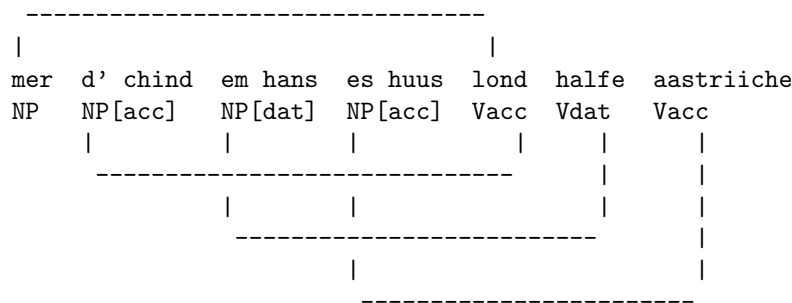 mer d' chind em hans es huus lond halfe aastriiche
NP NP[acc] NP[dat] NP[acc] Vacc Vdat Vacc